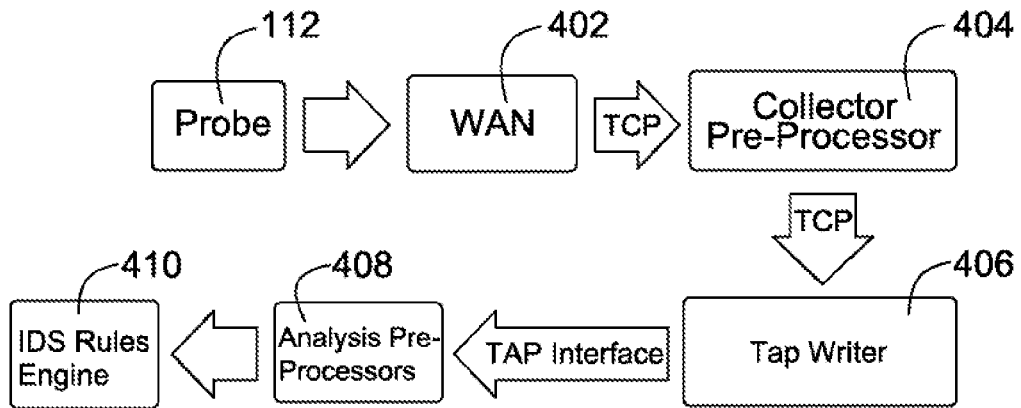 112
402
404
Probe
WAN
TCP
Collector
Pre-Processor
TCP
410
408
406
IDS Rules
Engine
Analysis Pre-
Processors
TAP Interface
Tap Writer